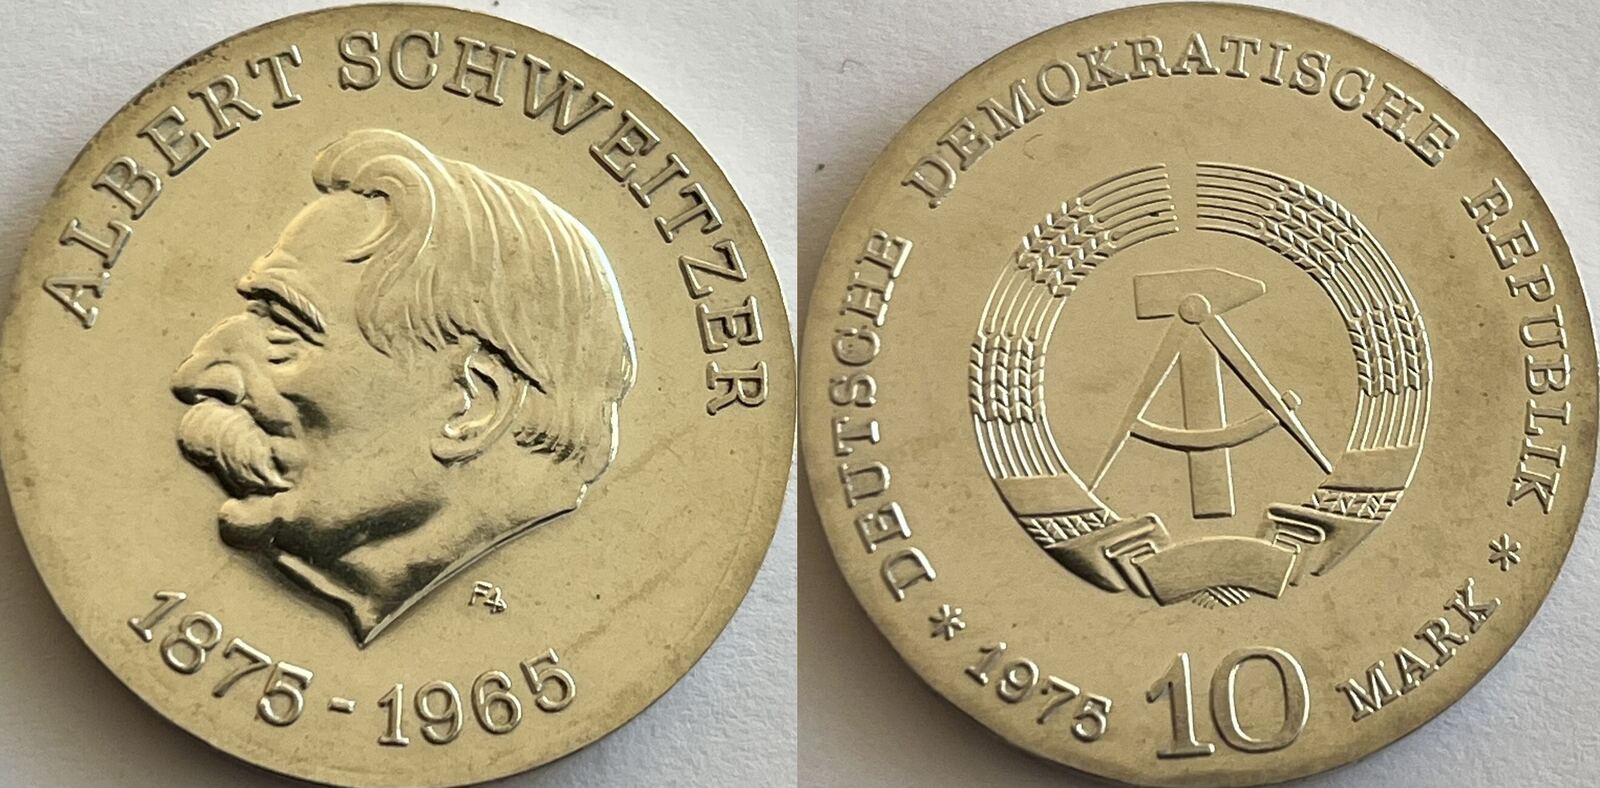 ALBERT SCHWEITZER
1875-1965
DEUTSCHE DEMOKRATISCHE REPUBLIK
* 1975 10 MARK *